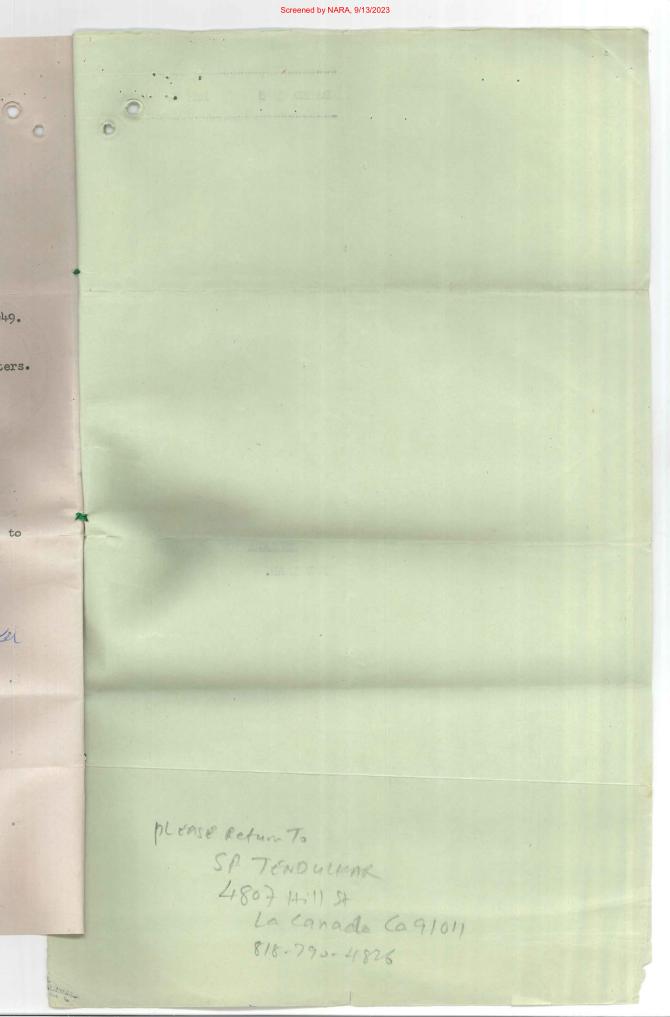 Screened by NARA, 9/13/2023
49.
ters.
to
pLEASE Return To
SP TENDULKAR
4807 Hill St
La Canada Ca 91011
818-790-4826